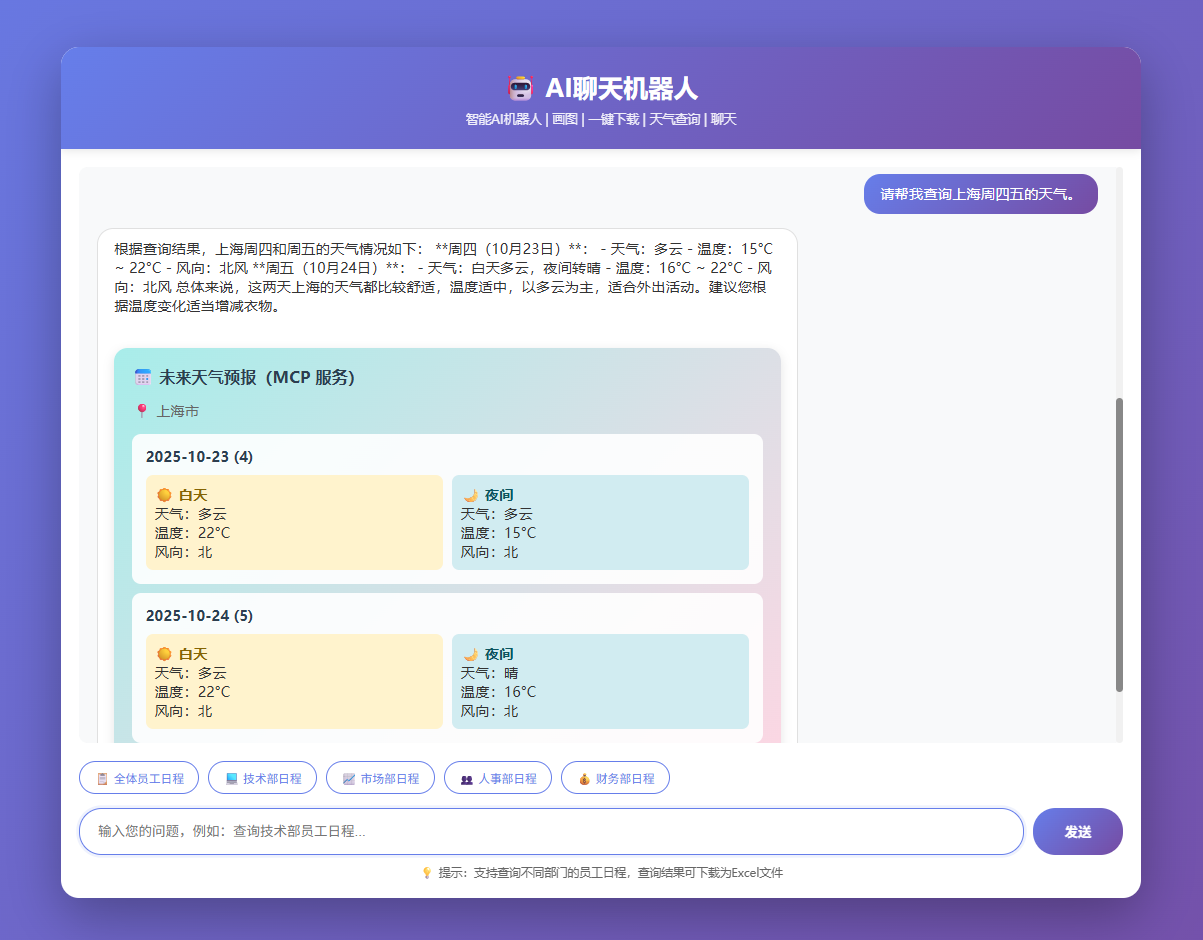 AI聊天机器人
智能AI机器人 | 画图 | 一键下载 | 天气查询 | 聊天
请帮我查询上海周四五的天气。
根据查询结果，上海周四和周五的天气情况如下： **周四（10月23日）**： - 天气：多云 - 温度：15°C
~ 22°C - 风向：北风 **周五（10月24日）**： - 天气：白天多云，夜间转晴 - 温度：16°C ~ 22°C - 风
向：北风 总体来说，这两天上海的天气都比较舒适，温度适中，以多云为主，适合外出活动。建议您根
据温度变化适当增减衣物。
未来天气预报（MCP 服务）
上海市
2025-10-23 (4)
白天
天气：多云
温度：22°C
风向：北
夜间
天气：多云
温度：15°C
风向：北
2025-10-24 (5)
白天
天气：多云
温度：22°C
风向：北
夜间
天气：晴
温度：16°C
风向：北
全体员工日程
技术部日程
市场部日程
人事部日程
财务部日程
输入您的问题，例如：查询技术部员工日程...
发送
提示：支持查询不同部门的员工日程，查询结果可下载为Excel文件